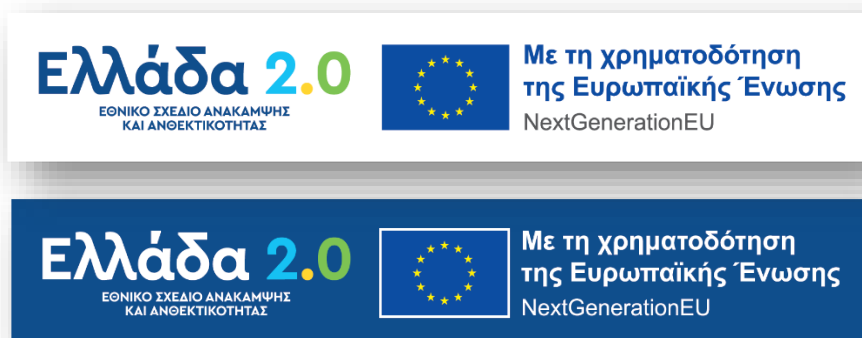 Ελλάδα 2.0
ΕΘΝΙΚΟ ΣΧΕΔΙΟ ΑΝΑΚΑΜΨΗΣ
ΚΑΙ ΑΝΘΕΚΤΙΚΟΤΗΤΑΣ
Με τη χρηματοδότηση
της Ευρωπαϊκής Ένωσης
NextGenerationEU
Ελλάδα 2.0
ΕΘΝΙΚΟ ΣΧΕΔΙΟ ΑΝΑΚΑΜΨΗΣ
ΚΑΙ ΑΝΘΕΚΤΙΚΟΤΗΤΑΣ
Με τη χρηματοδότηση
της Ευρωπαϊκής Ένωσης
NextGenerationEU